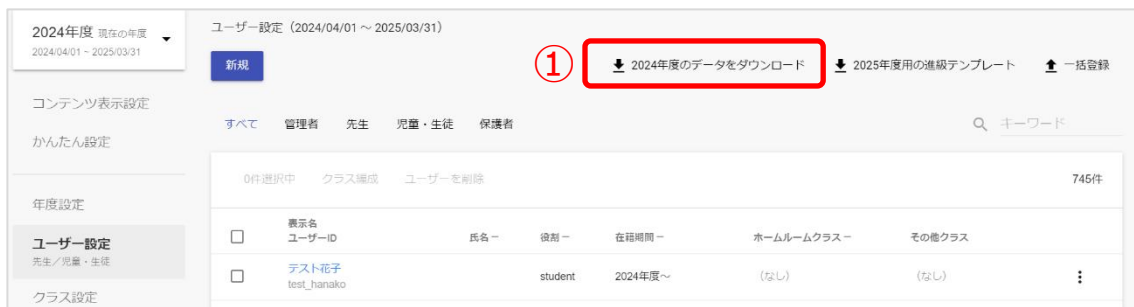 2024年度 現在の年度
2024/04/01 ~ 2025/03/31
コンテンツ表示設定
かんたん設定
年度設定
ユーザー設定
先生／児童・生徒
クラス設定
ユーザー設定（2024/04/01 ～ 2025/03/31）
新規
① 2024年度のデータをダウンロード 2025年度用の進級テンプレート 一括登録
すべて 管理者 先生 児童・生徒 保護者 キーワード
0件選択中 クラス編成 ユーザーを削除 745件
表示名
ユーザーID 氏名 役割 在籍期間 ホームルームクラス その他クラス
テスト花子
test_hanako student 2024年度～ （なし） （なし）